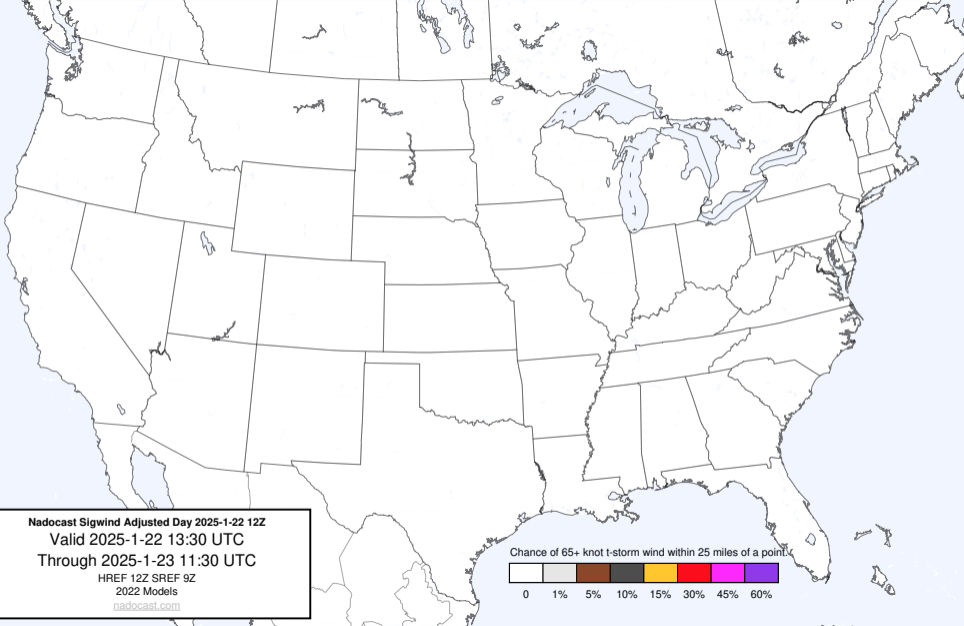 Nadocast Sigwind Adjusted Day 2025-1-22 12Z
Valid 2025-1-22 13:30 UTC
Through 2025-1-23 11:30 UTC
HREF 12Z SREF 9Z
2022 Models
nadocast.com
Chance of 65+ knot t-storm wind within 25 miles of a point.
0 1% 5% 10% 15% 30% 45% 60%